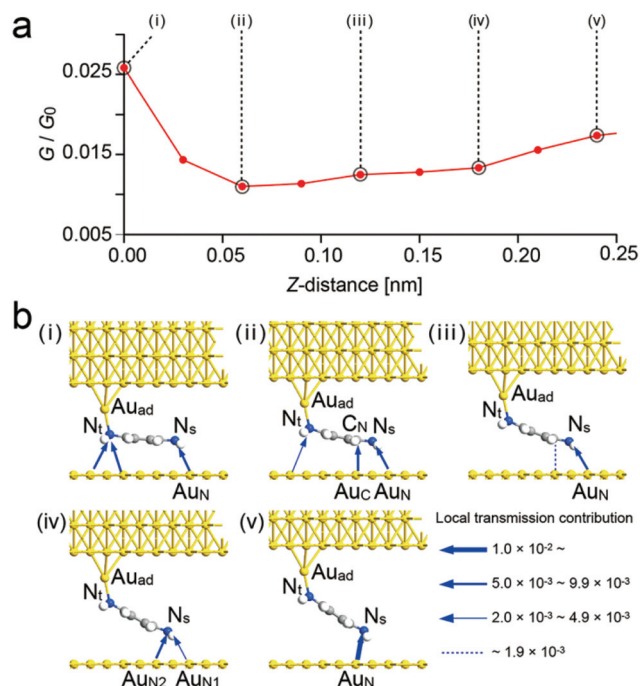 a
(i) (ii) (iii) (iv) (v)
0.025
0.015
0.005
G / G0
0.00 0.05 0.10 0.15 0.20 0.25
Z-distance [nm]
b
(i) (ii) (iii)
Auad Auad Auad
Nt Ns Nt CN Ns Nt Ns
AuN AuC AuN AuN
(iv) (v) Local transmission contribution
1.0 × 10-2 ~
Auad Auad
5.0 × 10-3 ~ 9.9 × 10-3
Nt Ns Nt Ns
2.0 × 10-3 ~ 4.9 × 10-3
AuN2 AuN1 AuN
~ 1.9 × 10-3